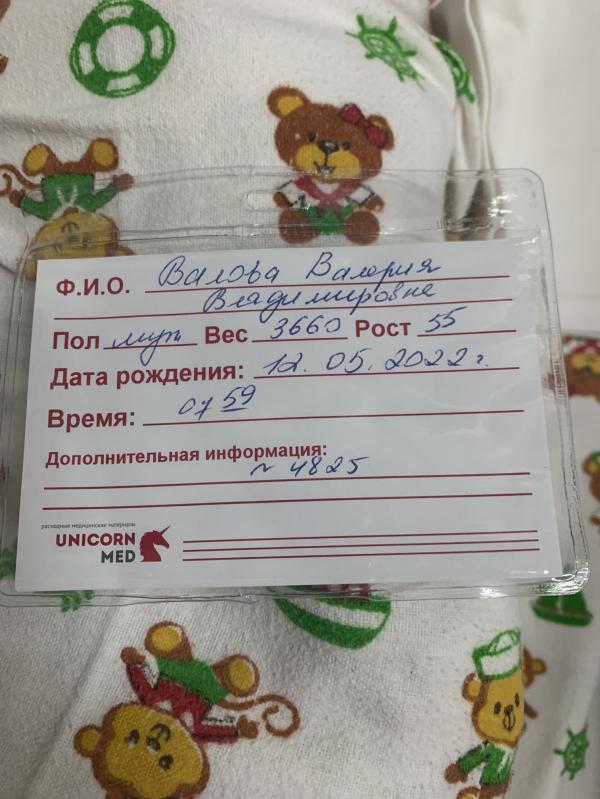 Ф.И.О. Валова Валерия
Владимировна
Пол муж Вес 3660 Рост 55
Дата рождения: 12.05.2022 г.
Время: 07 59
Дополнительная информация:
~ 4825
расходные медицинские материалы
UNICORN
MED